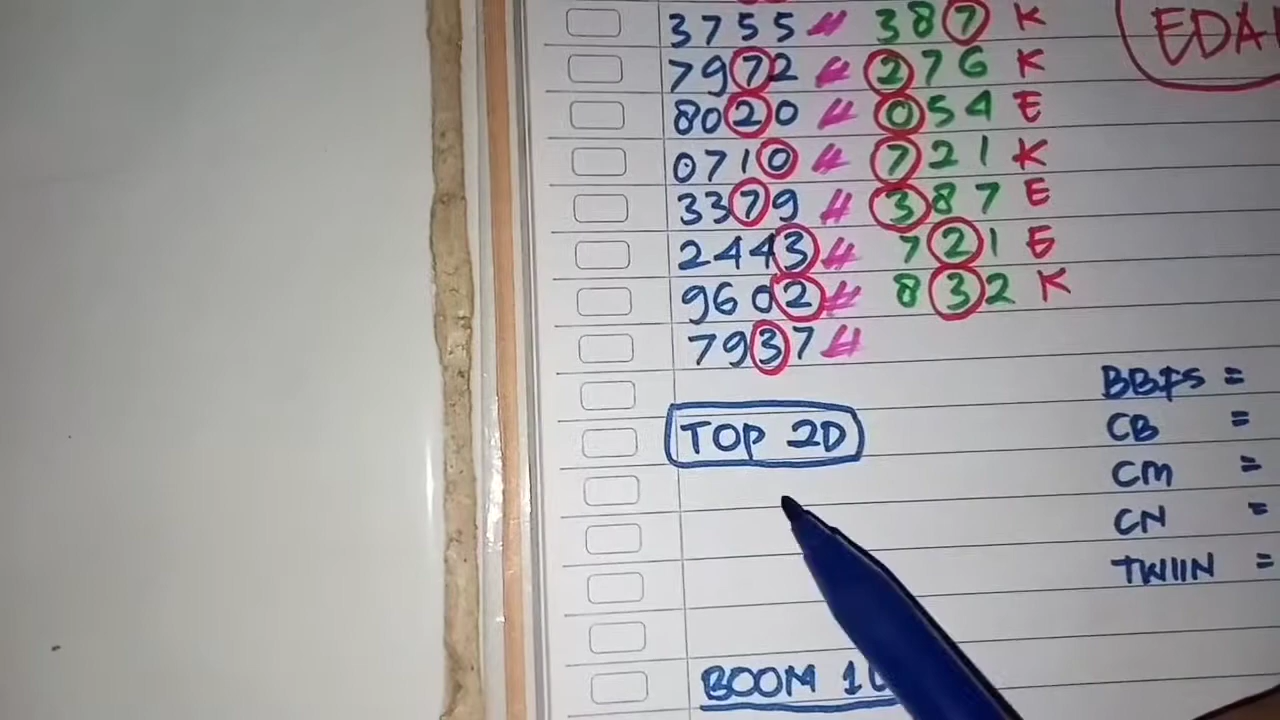 3755 # 387 K
7972 # 276 K
8020 # 054 E
0710 # 721 K
3379 # 387 E
2443 # 721 E
9602 # 832 K
7937 #
BBFS =
TOP 2D
CB =
CM =
CN =
TWIIN =
BOOM